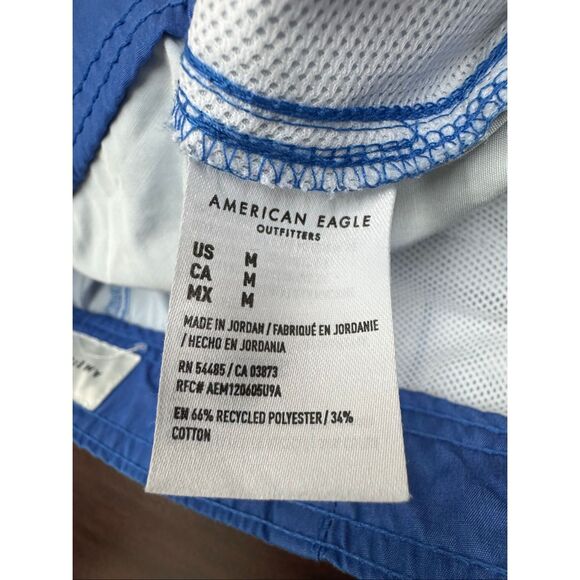 AMERICAN EAGLE
OUTFITTERS
US M
CA M
MX M
MADE IN JORDAN / FABRIQUÉ EN JORDANIE
/ HECHO EN JORDANIA
RN 54485 / CA 03873
RFC# AEM120605U9A
EN 66% RECYCLED POLYESTER / 34%
COTTON